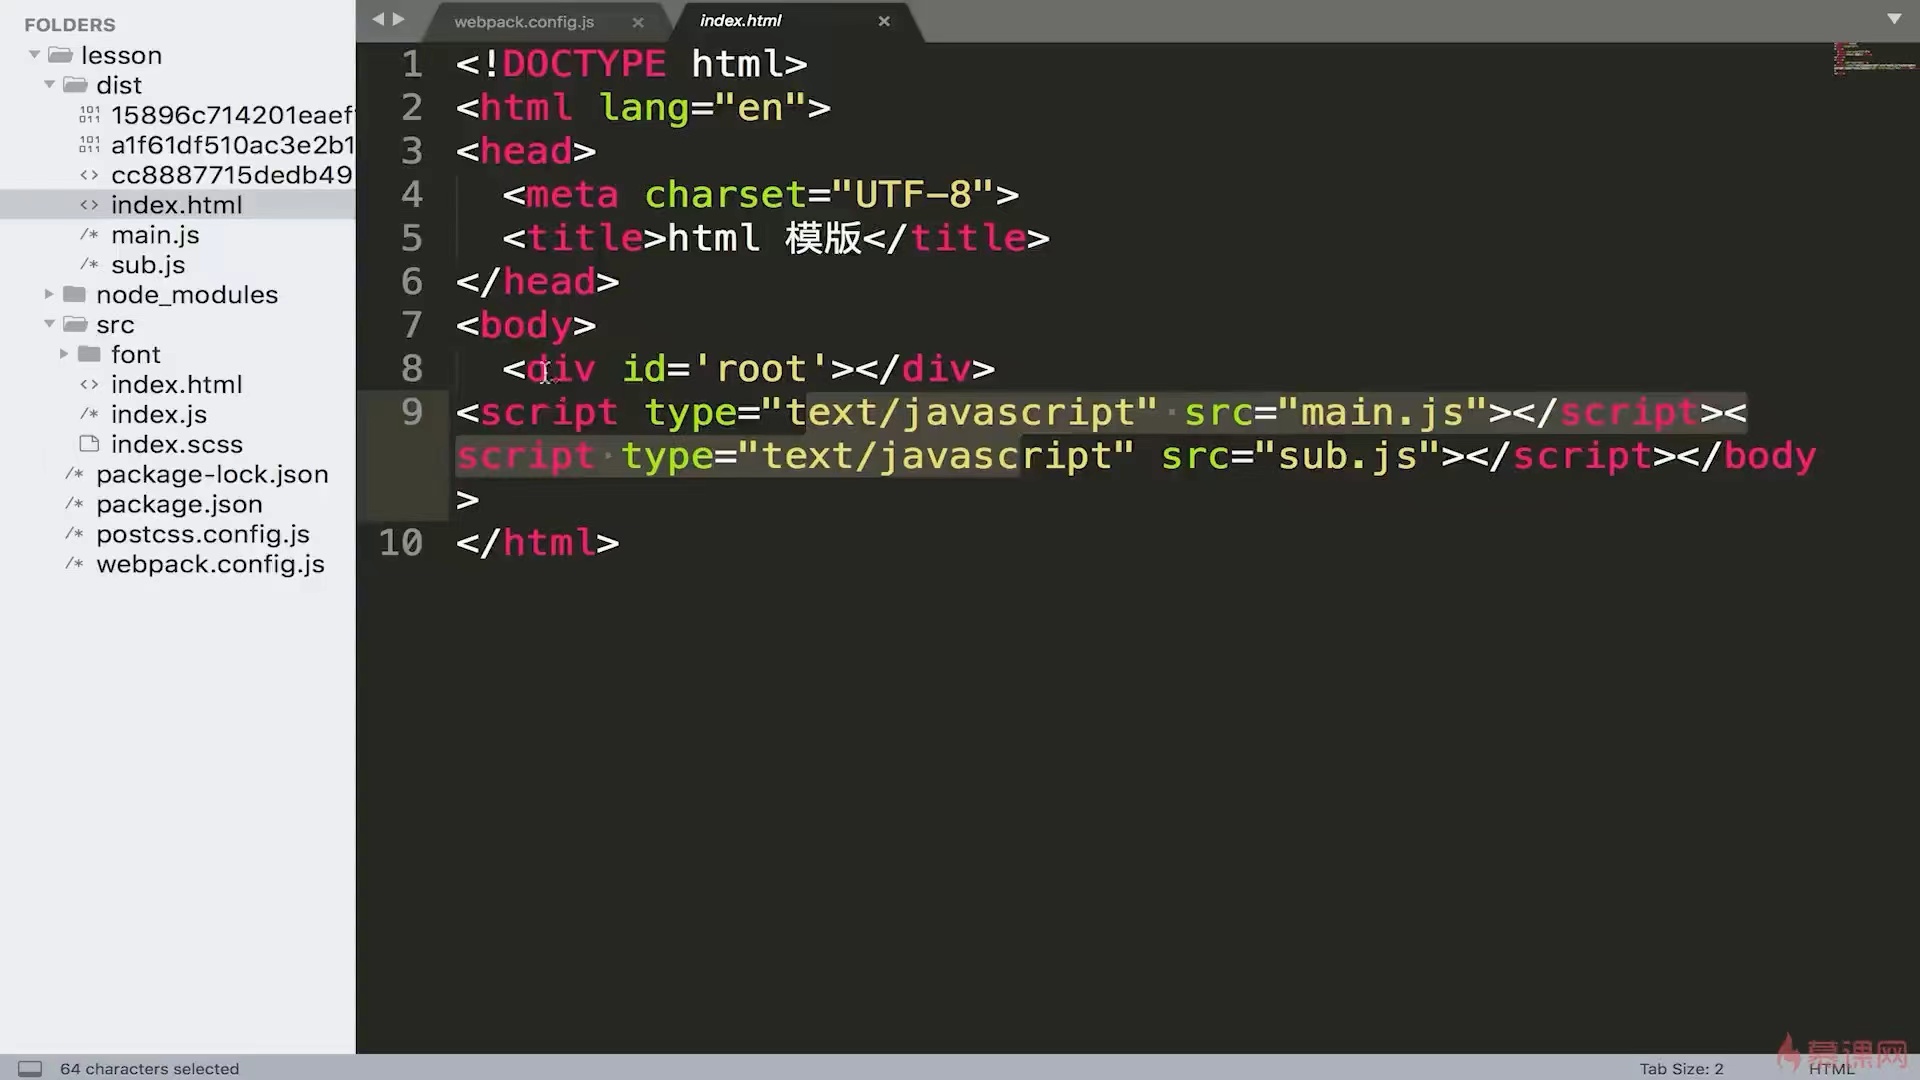 FOLDERS
lesson
dist
15896c714201eaef
a1f61df510ac3e2b1
cc8887715dedb49
index.html
main.js
sub.js
node_modules
src
font
index.html
index.js
index.scss
package-lock.json
package.json
postcss.config.js
webpack.config.js
webpack.config.js
index.html
1 <!DOCTYPE html>
2 <html lang="en">
3 <head>
4 <meta charset="UTF-8">
5 <title>html 模版</title>
6 </head>
7 <body>
8 <div id='root'></div>
9 <script type="text/javascript" src="main.js"></script><
script type="text/javascript" src="sub.js"></script></body
>
10 </html>
64 characters selected
Tab Size: 2
HTML
慕课网